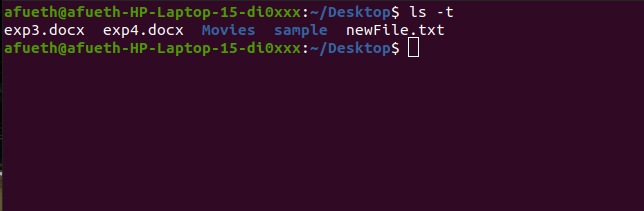 afueth@afueth-HP-Laptop-15-di0xxx:~/Desktop$ ls -t
exp3.docx  exp4.docx  Movies  sample  newFile.txt
afueth@afueth-HP-Laptop-15-di0xxx:~/Desktop$